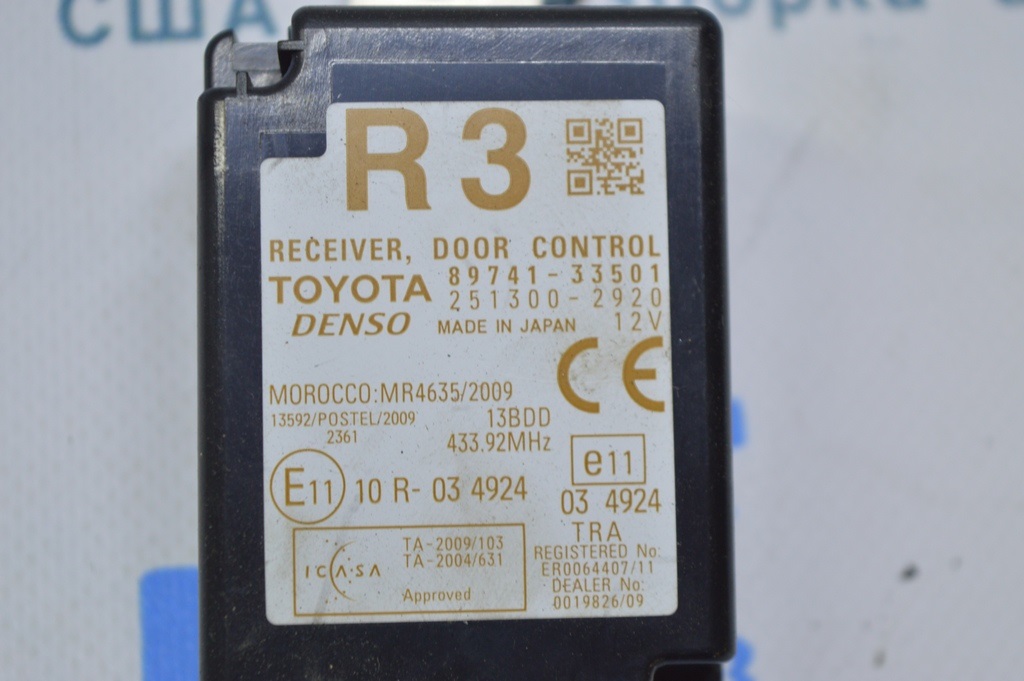 США
R 3
RECEIVER, DOOR CONTROL
TOYOTA 89741-33501
251300-2920
DENSO MADE IN JAPAN 12V
CE
MOROCCO:MR4635/2009
13592/POSTEL/2009 13BDD
2361 433.92MHz
E11 10 R- 03 4924
e11
03 4924
TRA
REGISTERED No:
ER0064407/11
DEALER No:
0019826/09
ICASA
TA-2009/103
TA-2004/631
Approved